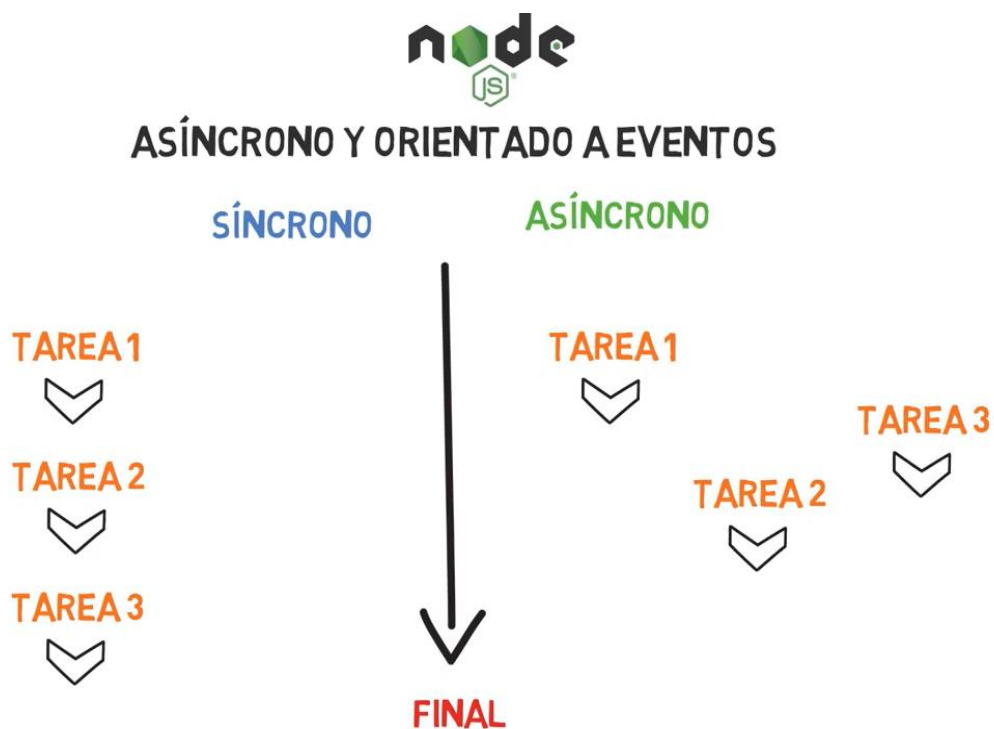 node
JS®
ASÍNCRONO Y ORIENTADO A EVENTOS
SÍNCRONO
ASÍNCRONO
TAREA 1
TAREA 2
TAREA 3
TAREA 1
TAREA 3
TAREA 2
FINAL